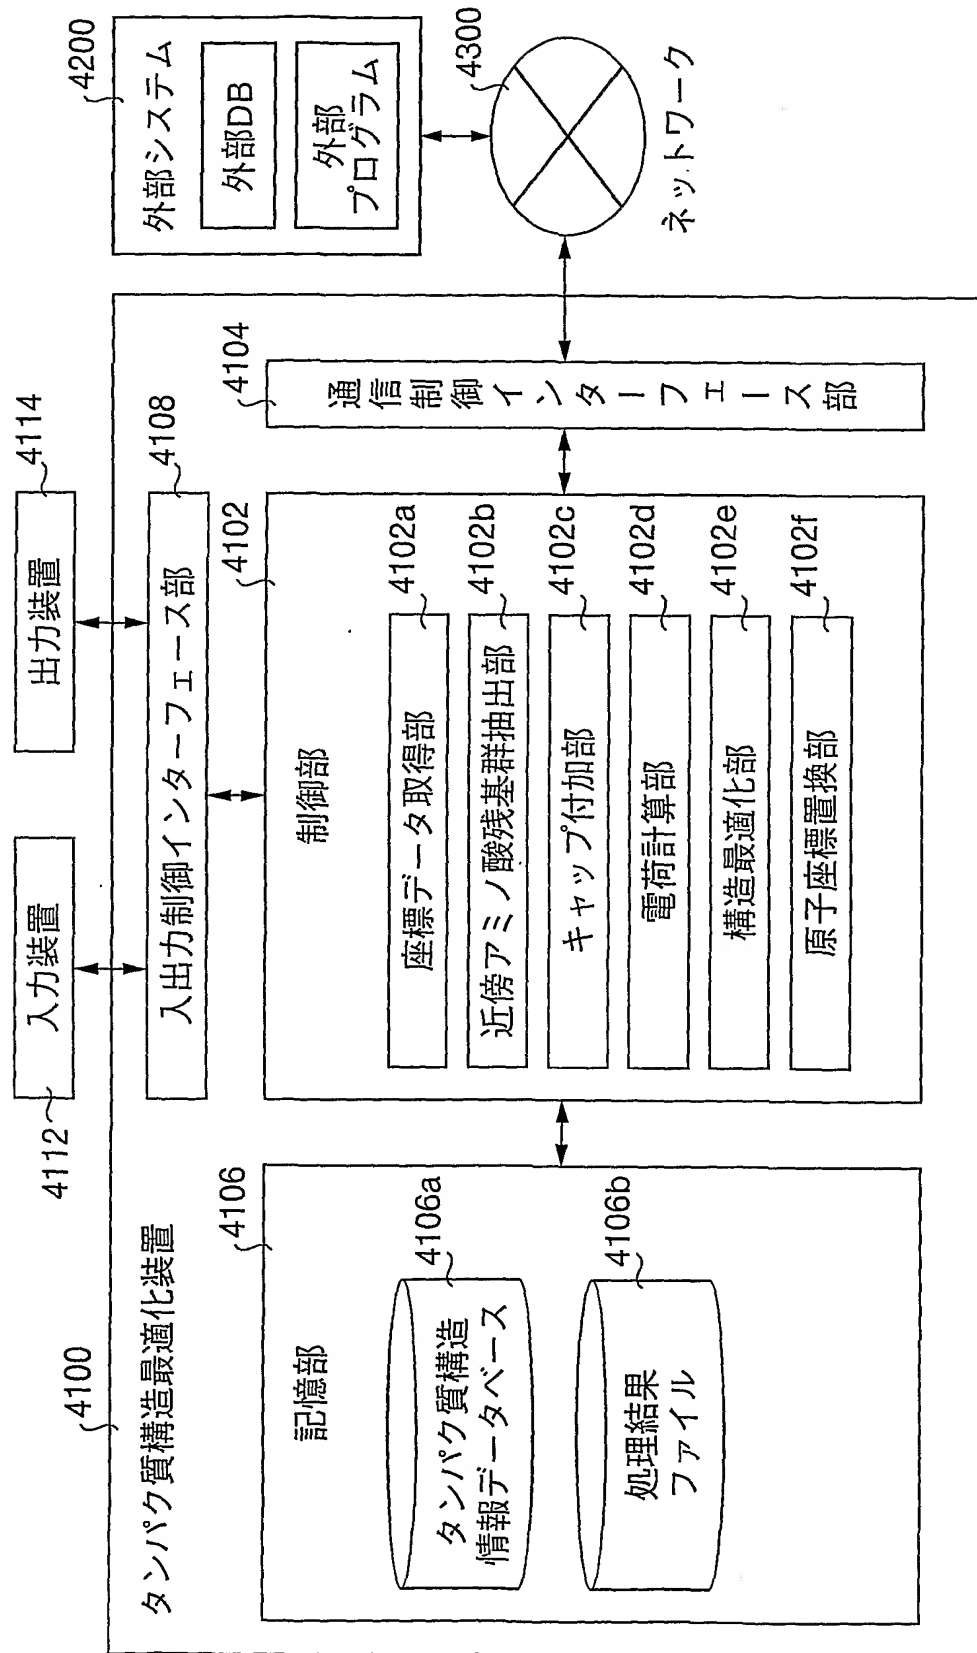 4112
入力装置
出力装置
4114
4100
タンパク質構造最適化装置
入出力制御インターフェース部
4108
4106
記憶部
タンパク質構造
情報データベース
4106a
処理結果
ファイル
4106b
4102
制御部
座標データ取得部
4102a
近傍アミノ酸残基群抽出部
4102b
キャップ付加部
4102c
電荷計算部
4102d
構造最適化部
4102e
原子座標置換部
4102f
4104
通信制御インターフェース部
4200
外部システム
外部DB
外部
プログラム
4300
ネットワーク